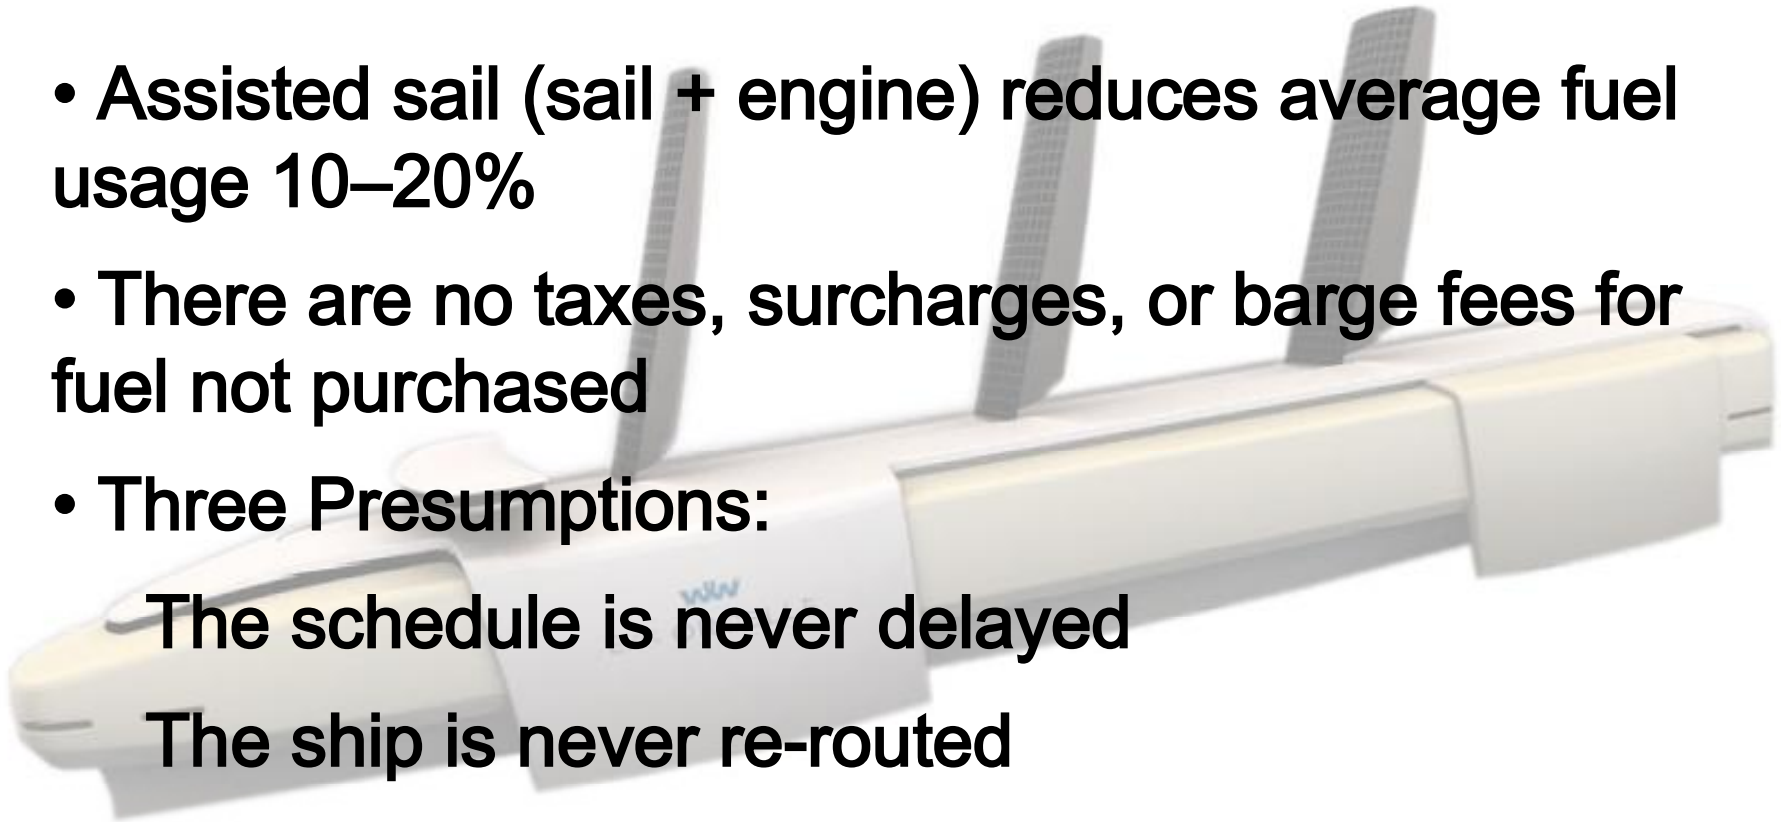 • Assisted sail (sail + engine) reduces average fuel
usage 10–20%
• There are no taxes, surcharges, or barge fees for
fuel not purchased
• Three Presumptions:
The schedule is never delayed
The ship is never re-routed